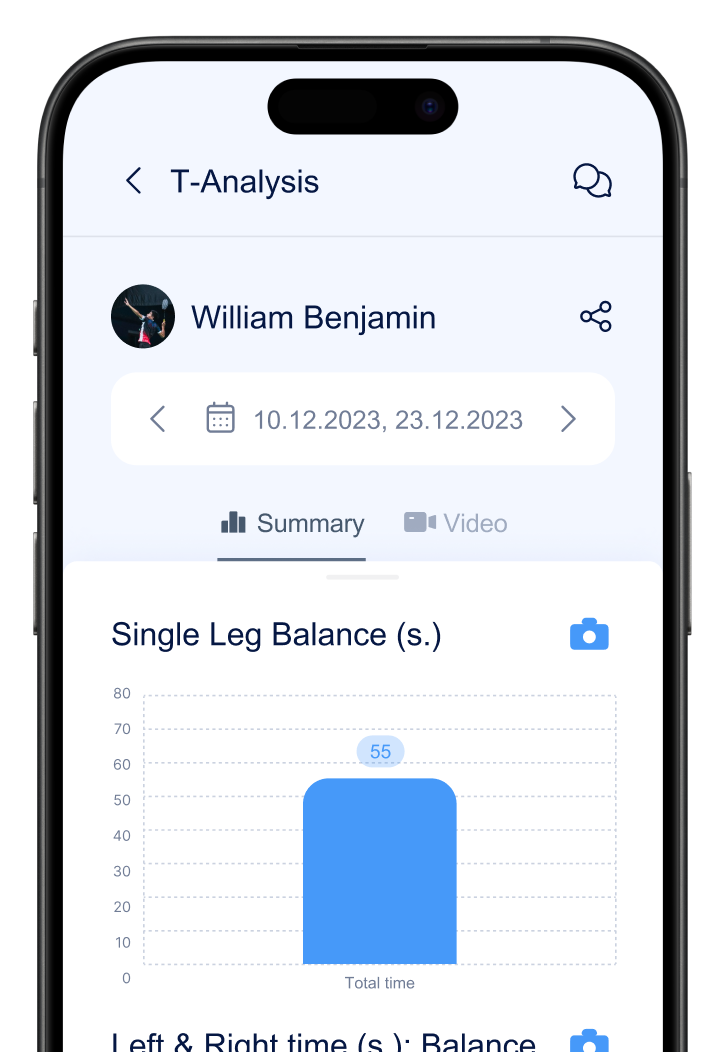 T-Analysis
William Benjamin
10.12.2023, 23.12.2023
Summary Video
Single Leg Balance (s.)
80
70
60
55
50
40
30
20
10
0
Total time
Left & Right time (s.): Balance